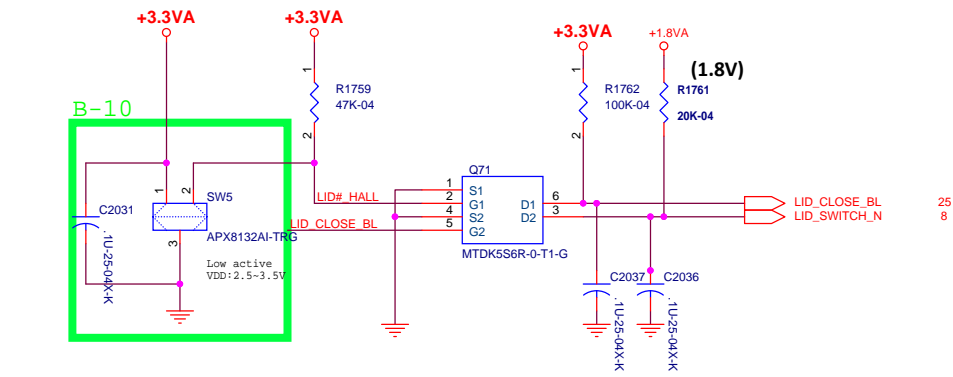 +3.3VA
+3.3VA
+3.3VA
+1.8VA
(1.8V)
1
R1759
47K-04
2
1
R1762
100K-04
2
R1761
20K-04
B-10
1
2
SW5
C2031
.1U-25-04X-K
APX8132AI-TRG
3
Low active
VDD:2.5~3.5V
LID#_HALL
LID_CLOSE_BL
Q71
1
2
4
5
S1
G1
S2
G2
D1
D2
6
3
MTDK5S6R-0-T1-G
LID_CLOSE_BL 25
LID_SWITCH_N 8
C2037
.1U-25-04X-K
C2036
.1U-25-04X-K